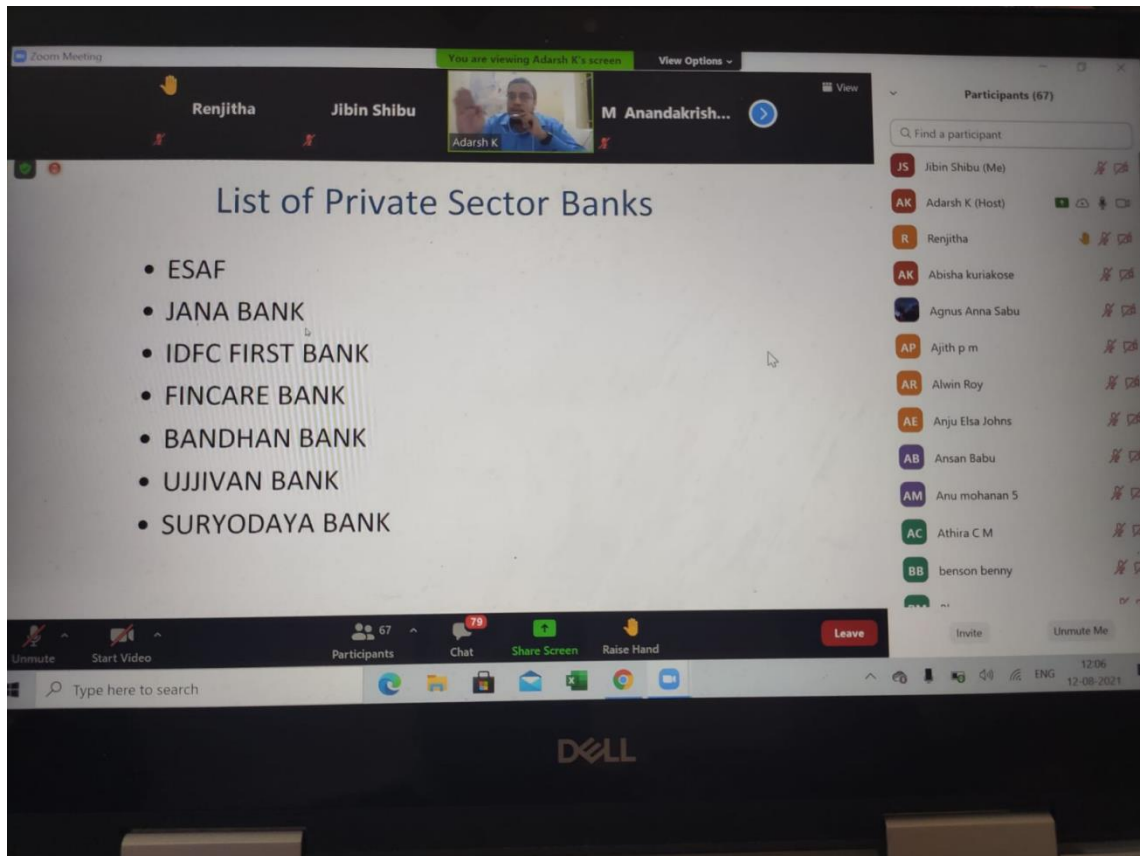 Zoom Meeting
You are viewing Adarsh K's screen
View Options
View
Renjitha
Jibin Shibu
Adarsh K
M Anandakrish...
List of Private Sector Banks
• ESAF
• JANA BANK
• IDFC FIRST BANK
• FINCARE BANK
• BANDHAN BANK
• UJJIVAN BANK
• SURYODAYA BANK
Participants (67)
Find a participant
JS Jibin Shibu (Me)
AK Adarsh K (Host)
R Renjitha
AK Abisha kuriakose
Agnus Anna Sabu
AP Ajith p m
AR Alwin Roy
AE Anju Elsa Johns
AB Ansan Babu
AM Anu mohanan 5
AC Athira C M
BB benson benny
Invite
Unmute Me
Unmute
Start Video
67
Participants
79
Chat
Share Screen
Raise Hand
Leave
Type here to search
ENG
12:06
12-08-2021
DELL